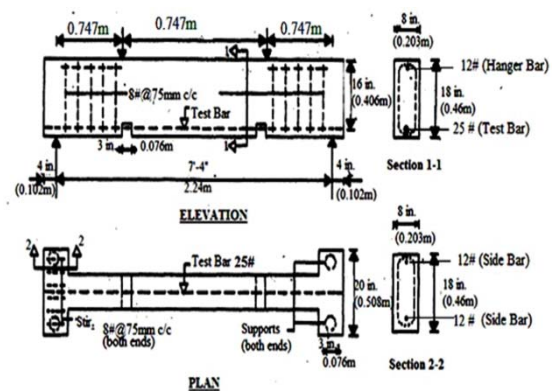 0.747m 0.747m 0.747m
1
8#@75mm c/c
Test Bar
3 in. 0.076m
1
16 in.
(0.406m)
4 in.
(0.102m)
7'-4"
2.24m
4 in.
(0.102m)
ELEVATION
8 in.
(0.203m)
12# (Hanger Bar)
18 in.
(0.46m)
25 # (Test Bar)
Section 1-1
2 2
Test Bar 25#
8#@75mm c/c
(both ends)
Supports
(both ends)
20 in.
(0.508m)
3 in.
0.076m
PLAN
8 in.
(0.203m)
12# (Side Bar)
18 in.
(0.46m)
12 # (Side Bar)
Section 2-2